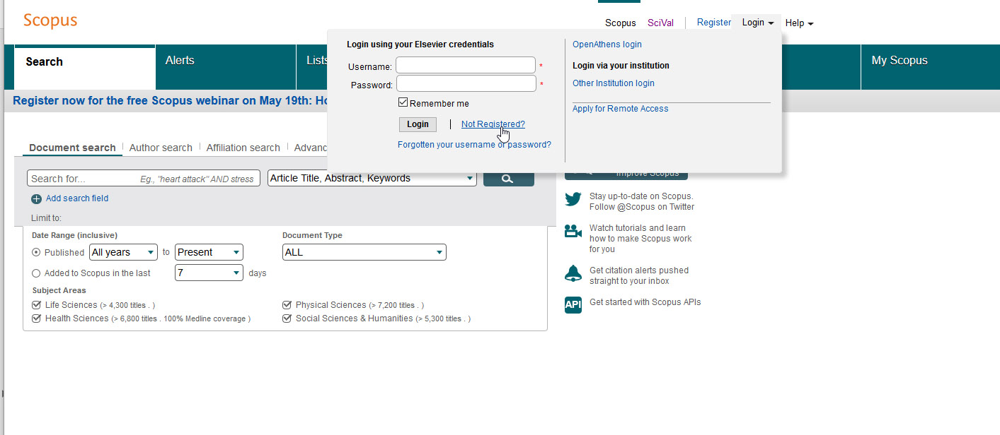 Scopus
Scopus SciVal Register Login Help
Search Alerts Lists My Scopus
Register now for the free Scopus webinar on May 19th:
Login using your Elsevier credentials
Username: *
Password: *
Remember me
Login | Not Registered?
Forgotten your username or password?
OpenAthens login
Login via your institution
Other Institution login
Apply for Remote Access
Document search Author search Affiliation search
Search for... Eg., "heart attack" AND stress
Article Title, Abstract, Keywords
Add search field
Limit to:
Date Range (inclusive)
Published All years to Present
Added to Scopus in the last 7 days
Document Type
ALL
Subject Areas
Life Sciences (> 4,300 titles . )
Health Sciences (> 6,800 titles . 100% Medline coverage )
Physical Sciences (> 7,200 titles . )
Social Sciences & Humanities (> 5,300 titles . )
Improve Scopus
Stay up-to-date on Scopus.
Follow @Scopus on Twitter
Watch tutorials and learn
how to make Scopus work
for you
Get citation alerts pushed
straight to your inbox
API Get started with Scopus APIs